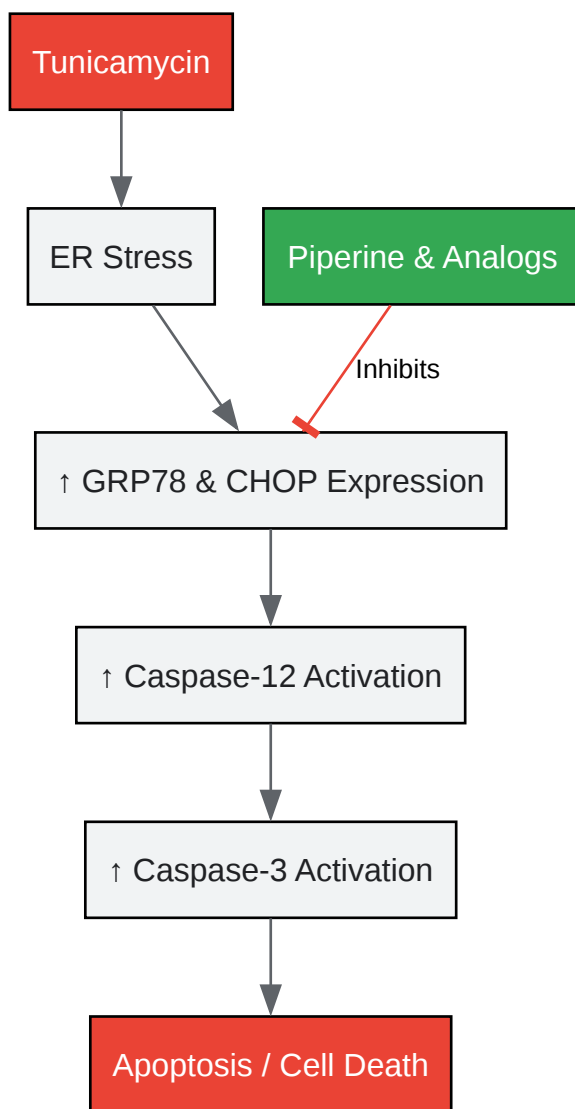 Tunicamycin
ER Stress
Piperine & Analogs
Inhibits
↑ GRP78 & CHOP Expression
↑ Caspase-12 Activation
↑ Caspase-3 Activation
Apoptosis / Cell Death